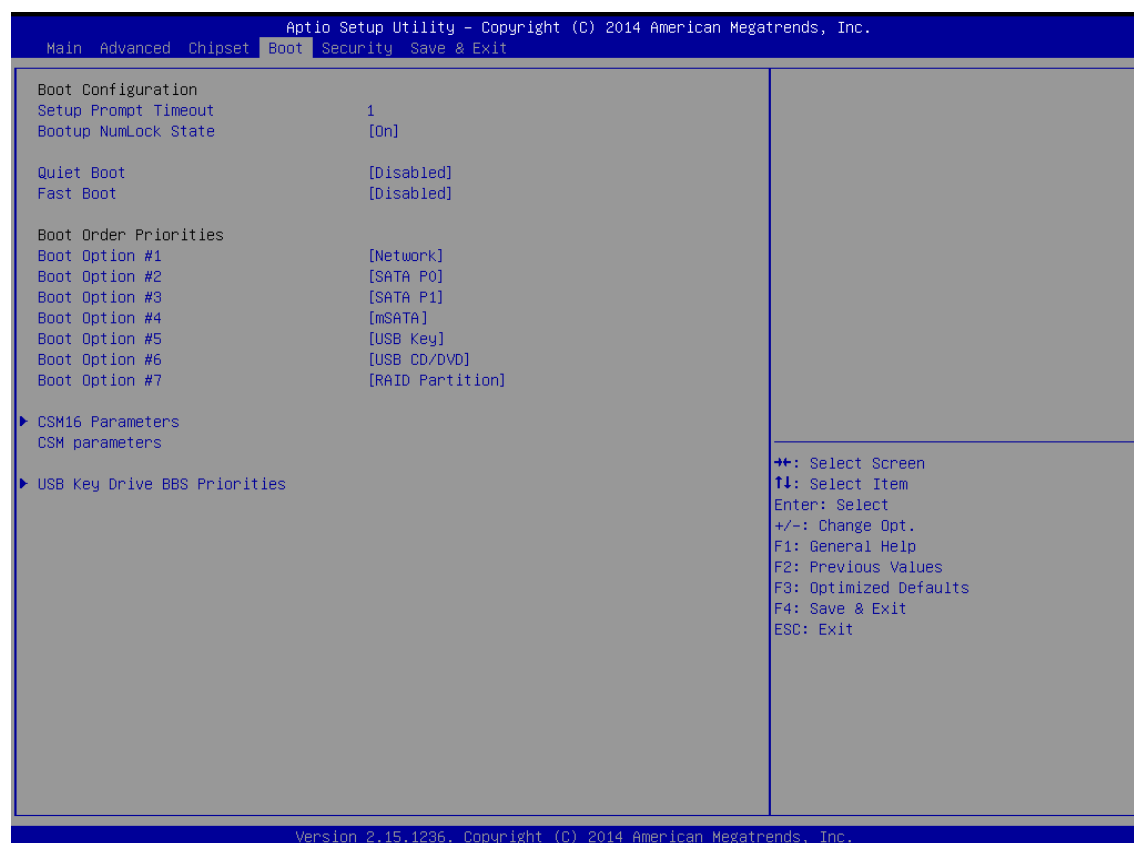 Aptio Setup Utility – Copyright (C) 2014 American Megatrends, Inc.
Main Advanced Chipset Boot Security Save & Exit
Boot Configuration
Setup Prompt Timeout 1
Bootup NumLock State [On]
Quiet Boot [Disabled]
Fast Boot [Disabled]
Boot Order Priorities
Boot Option #1 [Network]
Boot Option #2 [SATA P0]
Boot Option #3 [SATA P1]
Boot Option #4 [mSATA]
Boot Option #5 [USB Key]
Boot Option #6 [USB CD/DVD]
Boot Option #7 [RAID Partition]
CSM16 Parameters
CSM parameters
USB Key Drive BBS Priorities
→←: Select Screen
↑↓: Select Item
Enter: Select
+/-: Change Opt.
F1: General Help
F2: Previous Values
F3: Optimized Defaults
F4: Save & Exit
ESC: Exit
Version 2.15.1236. Copyright (C) 2014 American Megatrends, Inc.